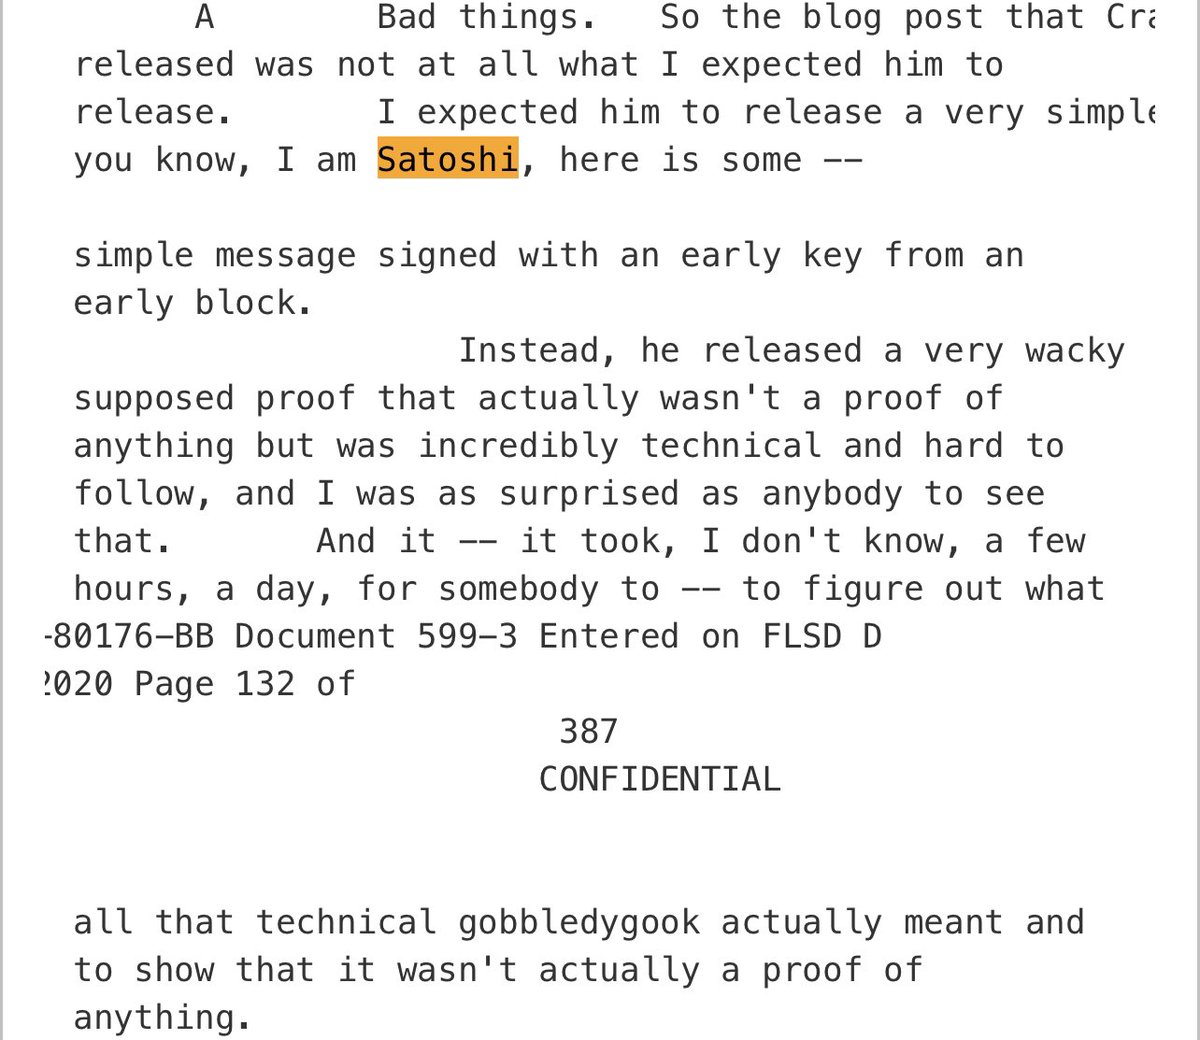 A Bad things. So the blog post that Cra
released was not at all what I expected him to
release. I expected him to release a very simple
you know, I am Satoshi, here is some --
simple message signed with an early key from an
early block.
Instead, he released a very wacky
supposed proof that actually wasn't a proof of
anything but was incredibly technical and hard to
follow, and I was as surprised as anybody to see
that. And it -- it took, I don't know, a few
hours, a day, for somebody to -- to figure out what
-80176-BB Document 599-3 Entered on FLSD D
2020 Page 132 of
387
CONFIDENTIAL
all that technical gobbledygook actually meant and
to show that it wasn't actually a proof of
anything.